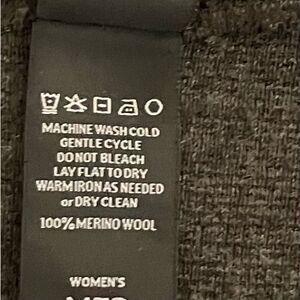 MACHINE WASH COLD
GENTLE CYCLE
DO NOT BLEACH
LAY FLAT TO DRY
WARM IRON AS NEEDED
or DRY CLEAN
100% MERINO WOOL
WOMEN'S